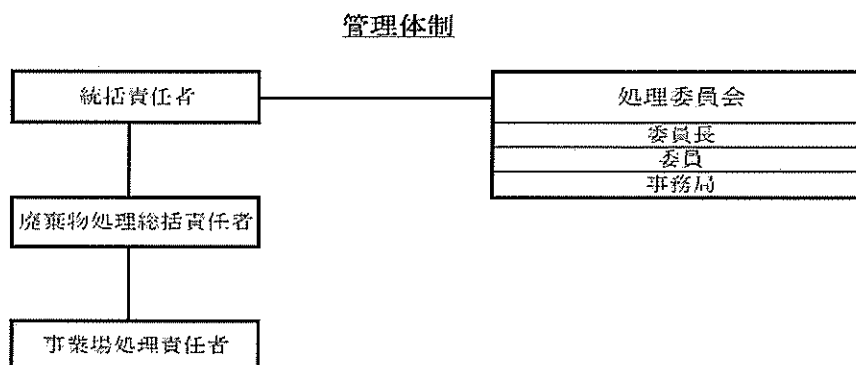 管理体制
統括責任者
処理委員会
委員長
委員
事務局
廃棄物処理総括責任者
事業場処理責任者